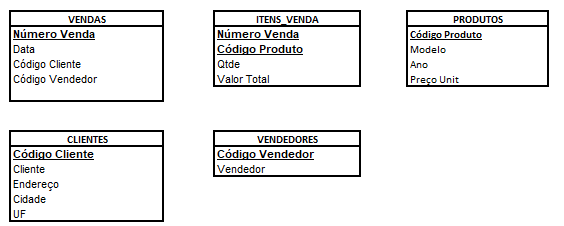 VENDAS
Número Venda
Data
Código Cliente
Código Vendedor
ITENS_VENDA
Número Venda
Código Produto
Qtde
Valor Total
PRODUTOS
Código Produto
Modelo
Ano
Preço Unit
CLIENTES
Código Cliente
Cliente
Endereço
Cidade
UF
VENDEDORES
Código Vendedor
Vendedor